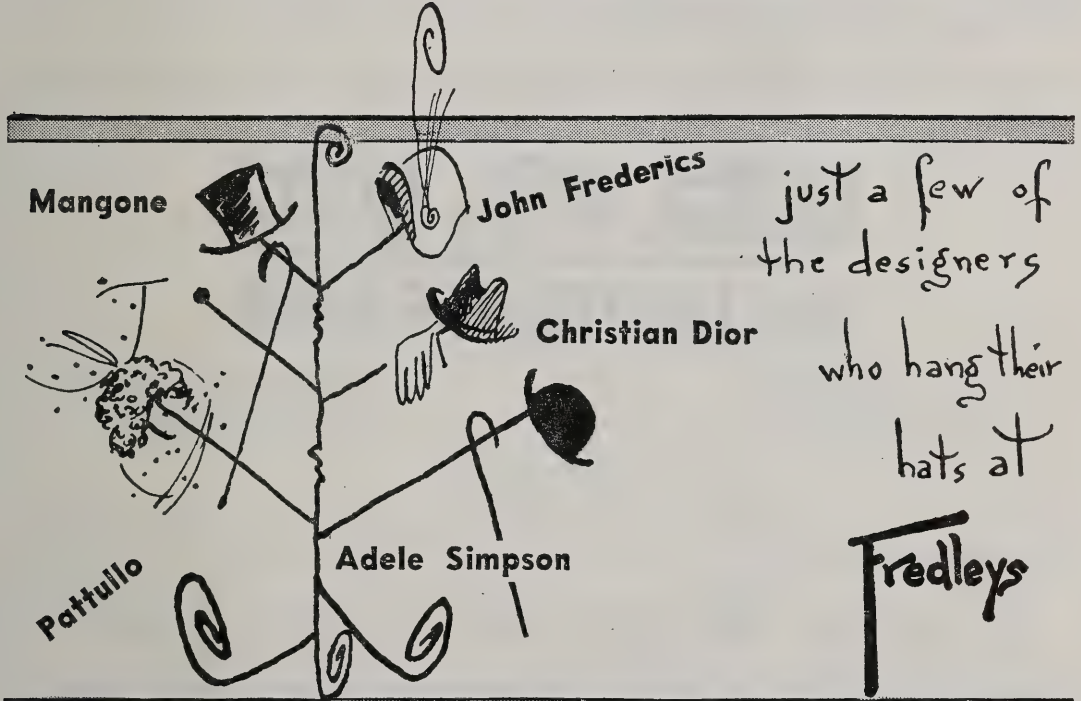 Mangone
John Frederics
Christian Dior
Pattullo
Adele Simpson
just a few of
the designers
who hang their
hats at
Fredleys